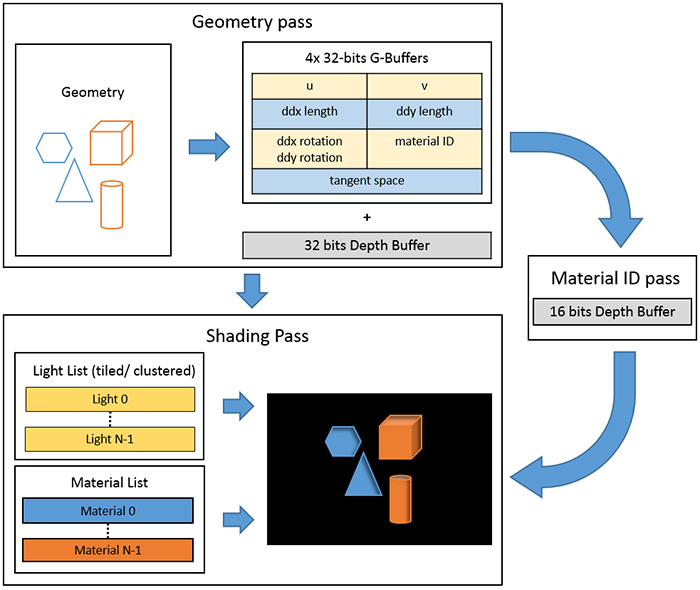 Geometry pass
Geometry
4x 32-bits G-Buffers
u
v
ddx length
ddy length
ddx rotation
ddy rotation
material ID
tangent space
+
32 bits Depth Buffer
Material ID pass
16 bits Depth Buffer
Shading Pass
Light List (tiled/ clustered)
Light 0
Light N-1
Material List
Material 0
Material N-1